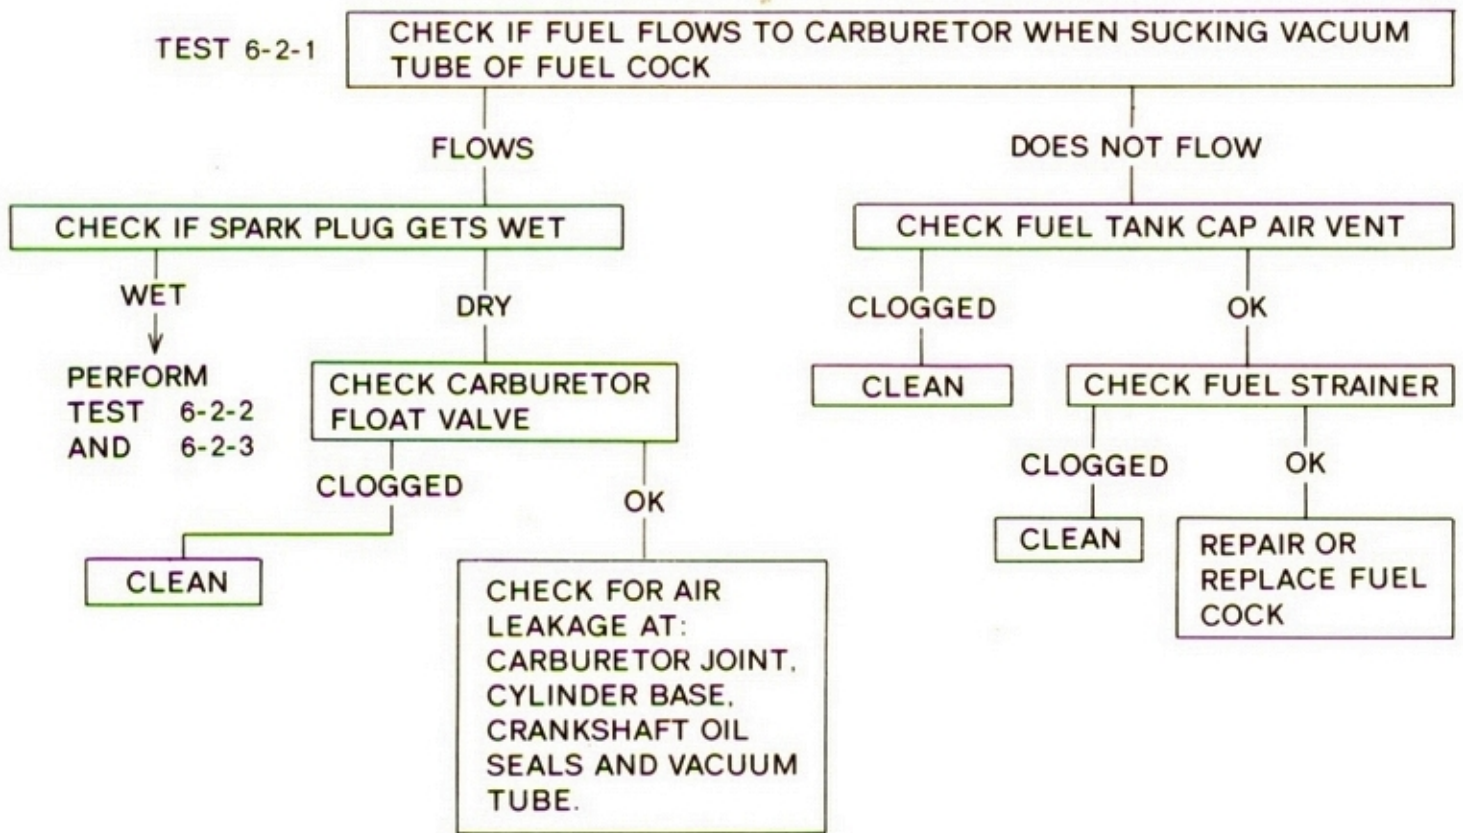 TEST 6-2-1
CHECK IF FUEL FLOWS TO CARBURETOR WHEN SUCKING VACUUM
TUBE OF FUEL COCK
FLOWS
DOES NOT FLOW
CHECK IF SPARK PLUG GETS WET
CHECK FUEL TANK CAP AIR VENT
WET
DRY
CLOGGED
OK
PERFORM
TEST 6-2-2
AND 6-2-3
CHECK CARBURETOR
FLOAT VALVE
CLEAN
CHECK FUEL STRAINER
CLOGGED
OK
CLOGGED
OK
CLEAN
CHECK FOR AIR
LEAKAGE AT:
CARBURETOR JOINT,
CYLINDER BASE,
CRANKSHAFT OIL
SEALS AND VACUUM
TUBE.
CLEAN
REPAIR OR
REPLACE FUEL
COCK